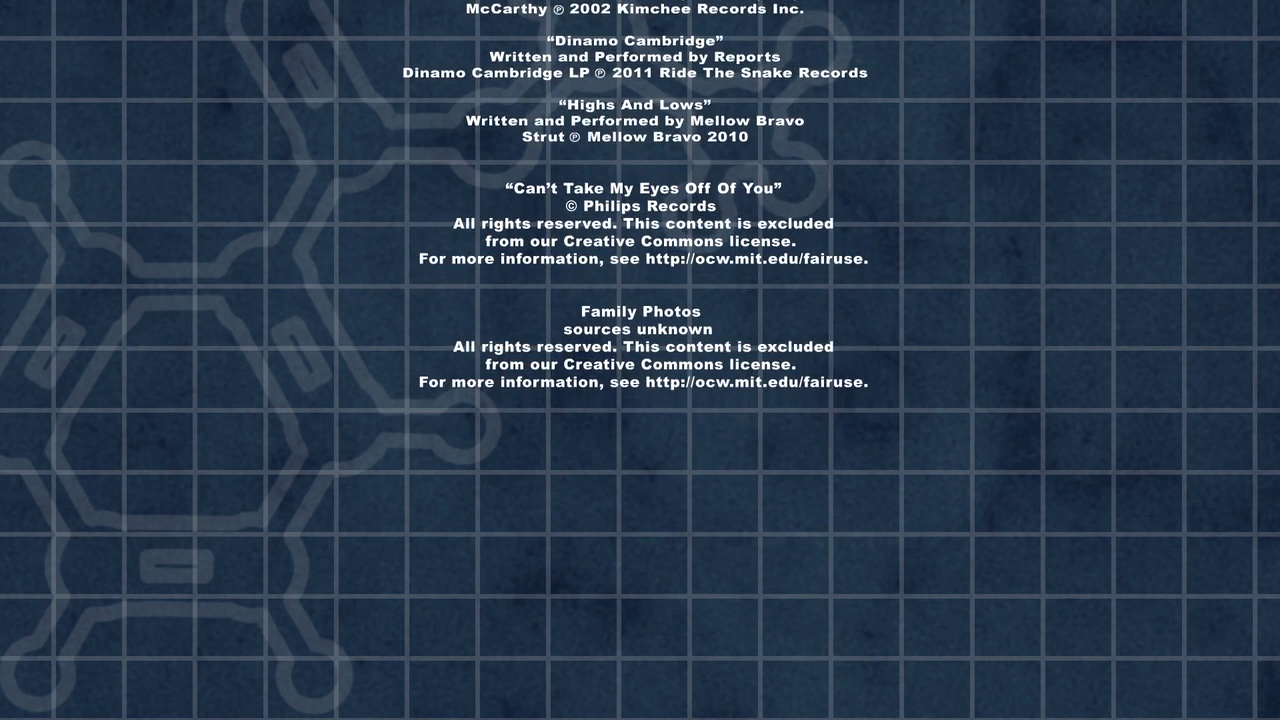 McCarthy ℗ 2002 Kimchee Records Inc.
“Dinamo Cambridge”
Written and Performed by Reports
Dinamo Cambridge LP ℗ 2011 Ride The Snake Records
“Highs And Lows”
Written and Performed by Mellow Bravo
Strut ℗ Mellow Bravo 2010
“Can’t Take My Eyes Off Of You”
© Philips Records
All rights reserved. This content is excluded
from our Creative Commons license.
For more information, see http://ocw.mit.edu/fairuse.
Family Photos
sources unknown
All rights reserved. This content is excluded
from our Creative Commons license.
For more information, see http://ocw.mit.edu/fairuse.